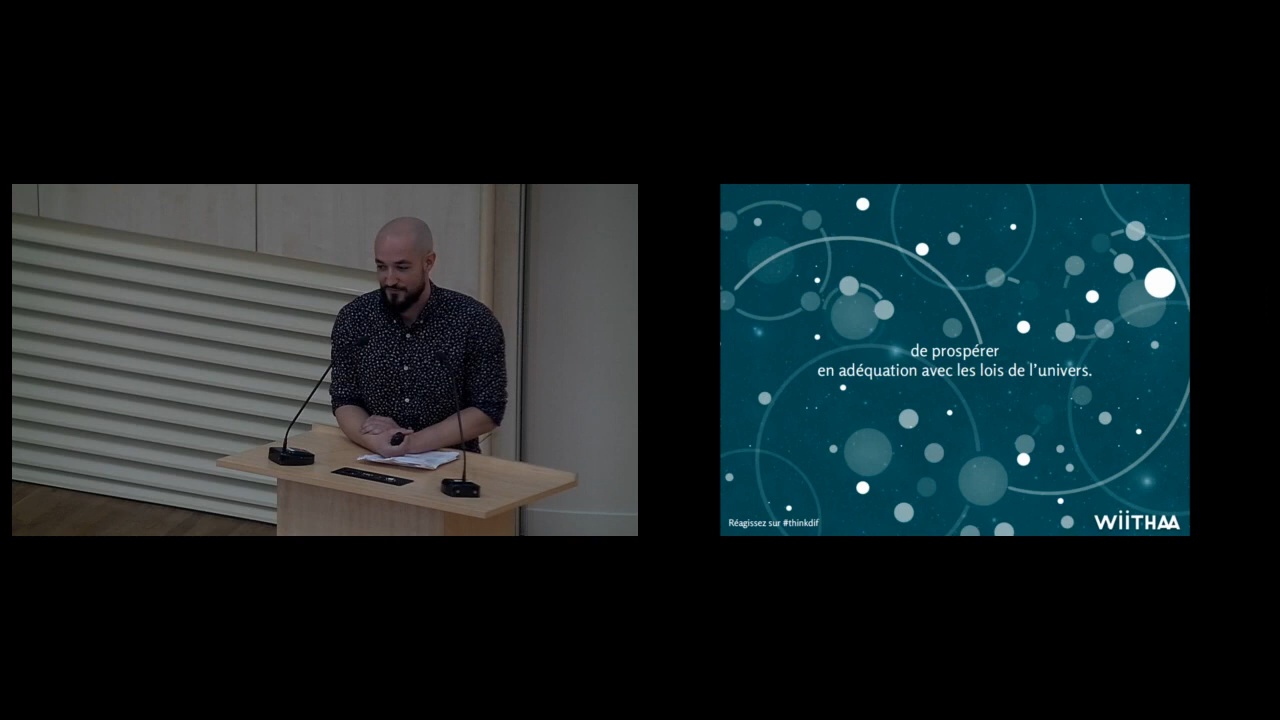 de prospérer
en adéquation avec les lois de l’univers.
Réagissez sur #thinkdif
WiiTHAA